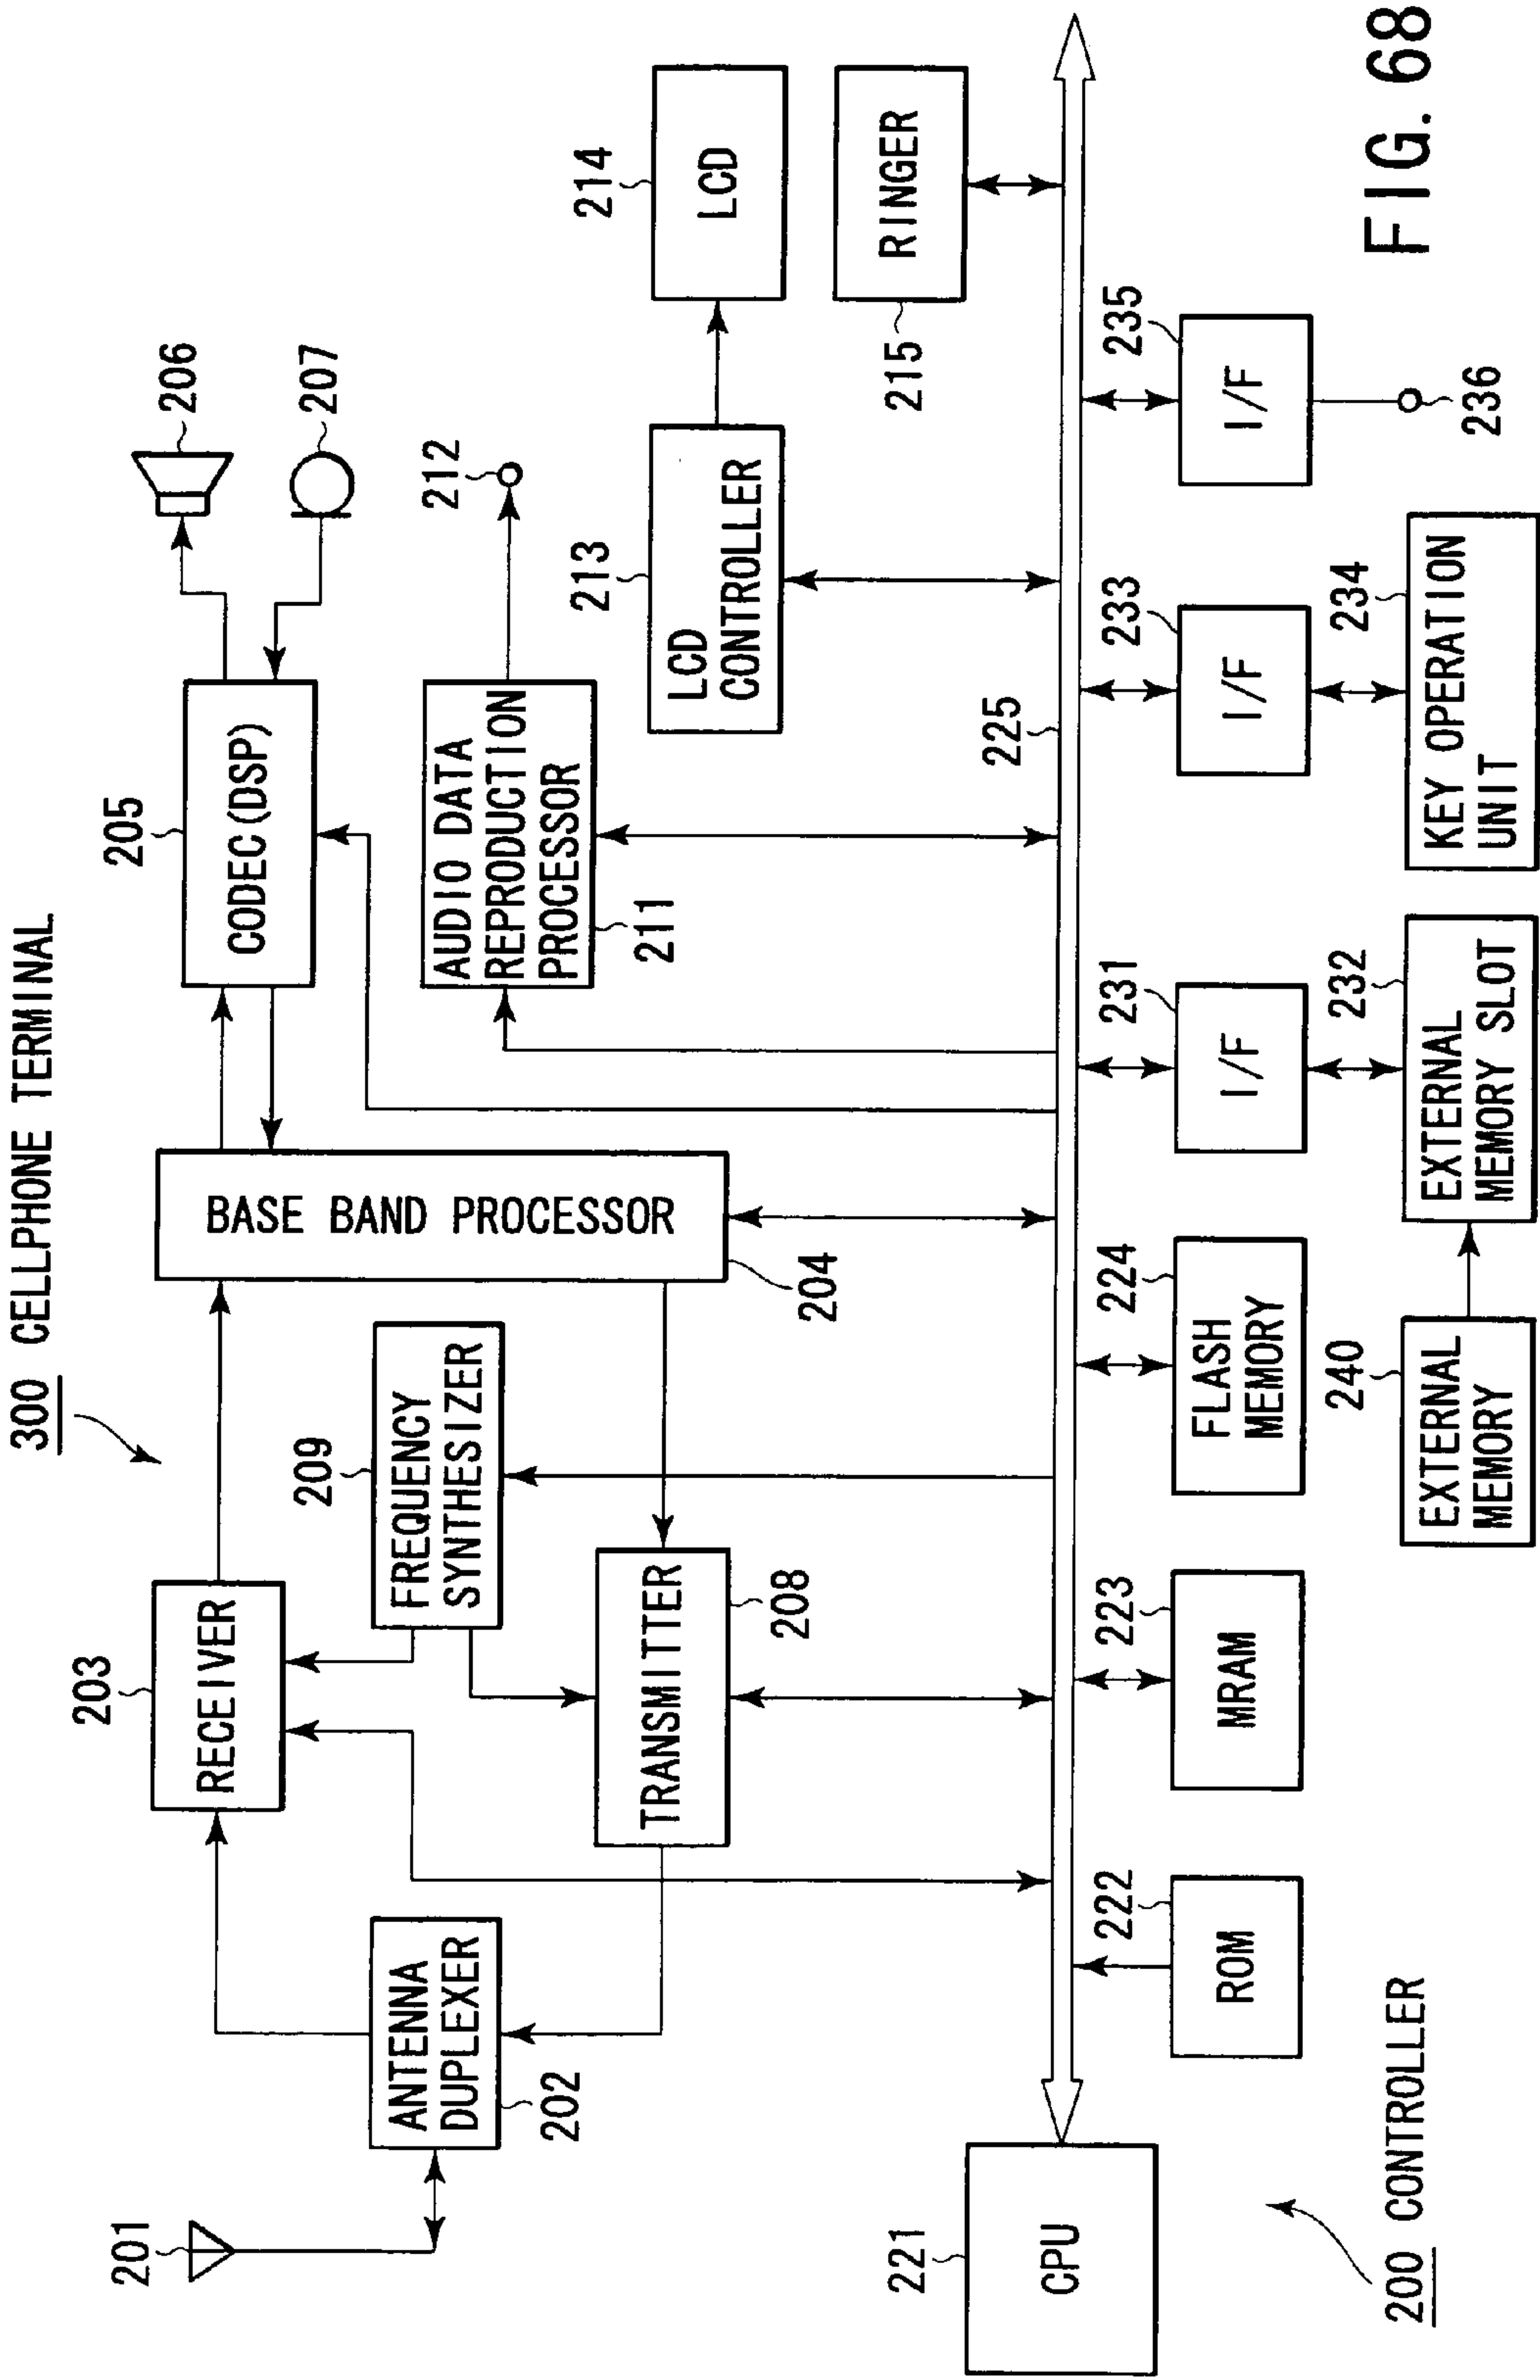 300 CELLPHONE TERMINAL
201
ANTENNA
DUPLEXER
202
203
RECEIVER
209
FREQUENCY
SYNTHESIZER
TRANSMITTER
208
BASE BAND PROCESSOR
204
205
CODEC(DSP)
206
207
AUDIO DATA
REPRODUCTION
PROCESSOR
211
212
213
LCD
CONTROLLER
214
LCD
RINGER
215
225
221
CPU
222
ROM
223
MRAM
224
FLASH
MEMORY
231
I/F
233
I/F
235
I/F
240
EXTERNAL
MEMORY
232
EXTERNAL
MEMORY SLOT
234
KEY OPERATION
UNIT
236
200 CONTROLLER
FIG. 68